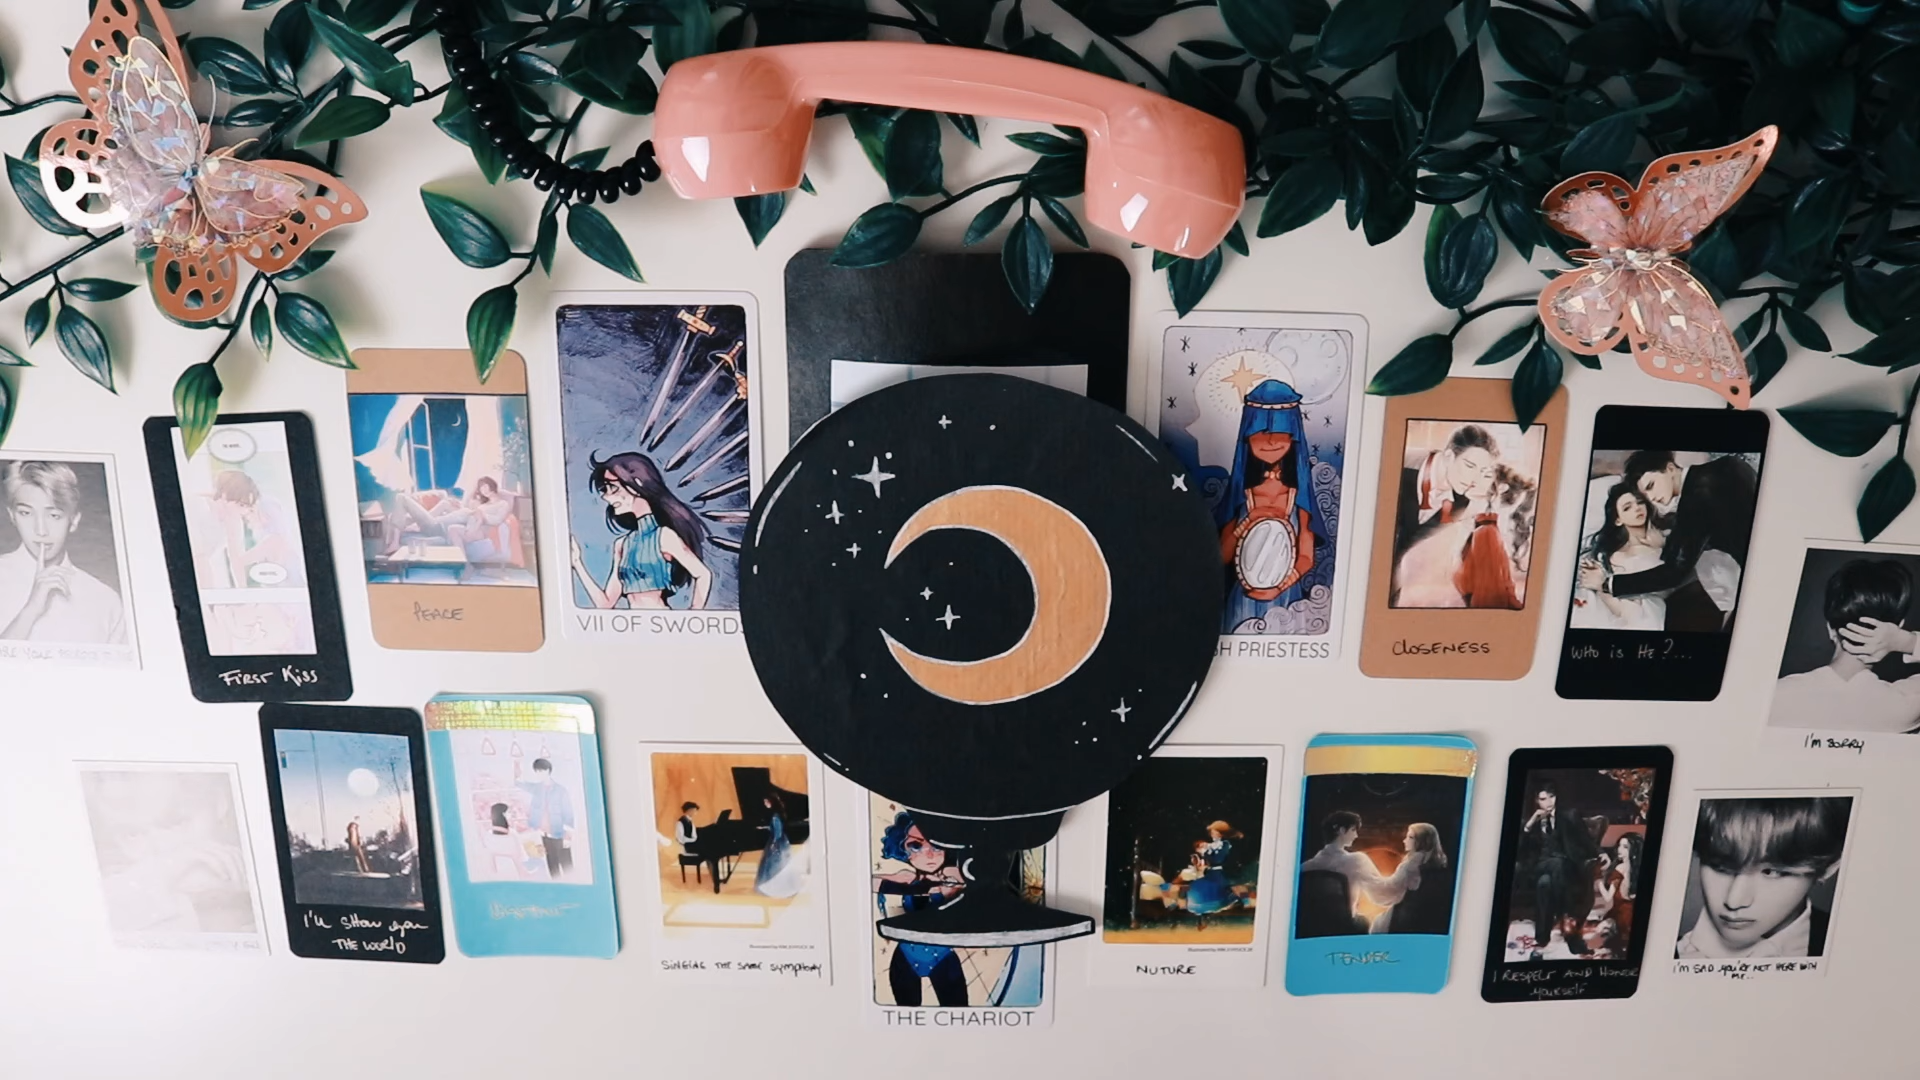 VII OF SWORDS
PRIESTESS
PEACE
CLOSENESS
WHO is HE?...
First Kiss
I'M SORRY
I'll SHOW you
THE WORLD
SINGING THE SAME SYMPHONY
NUTURE
TENDER
I RESPECT AND HONOR
YOURSELF
I'M SAD YOU'RE NOT HERE WITH
ME..
THE CHARIOT